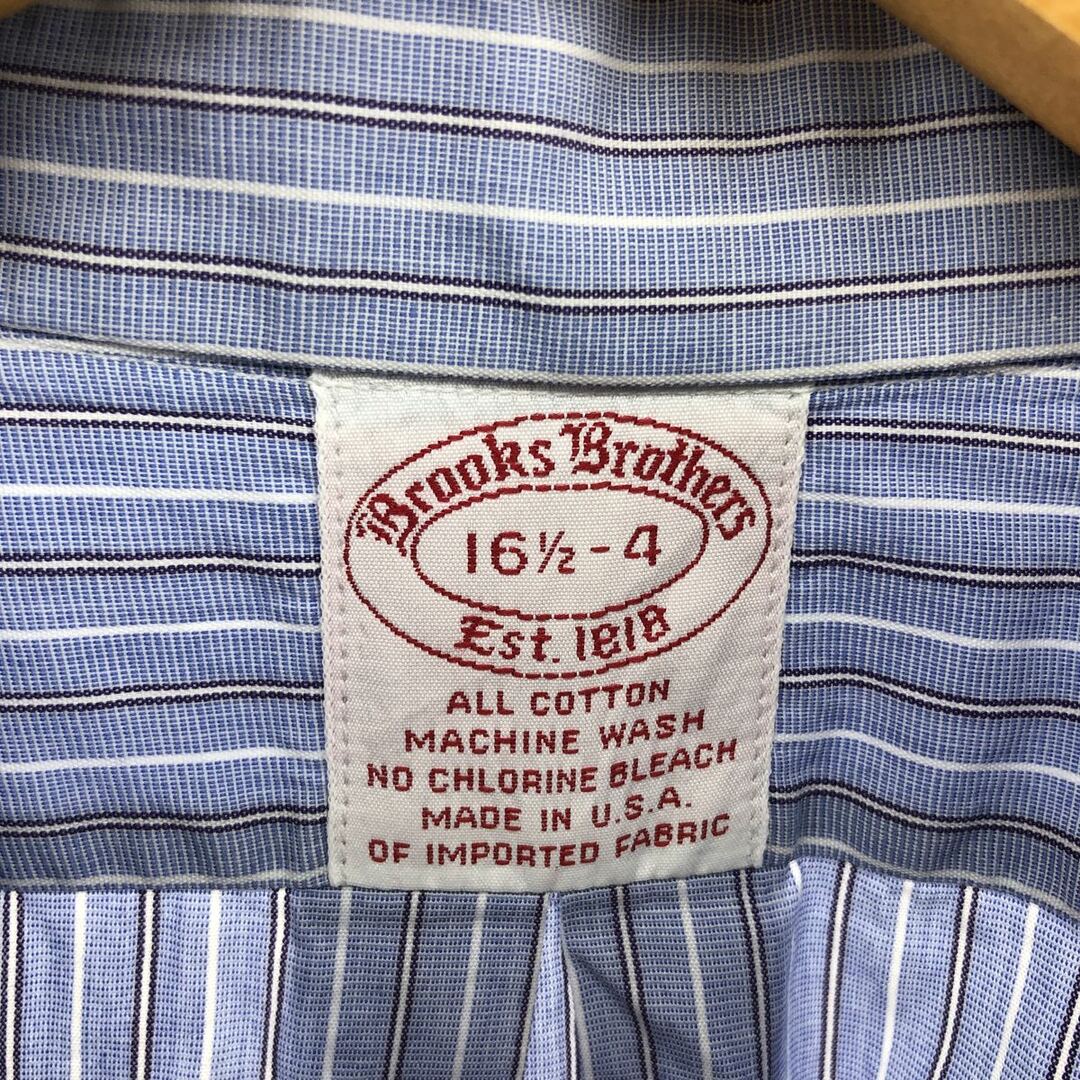 Brooks Brothers
16½-4
Est. 1818
ALL COTTON
MACHINE WASH
NO CHLORINE BLEACH
MADE IN U.S.A.
OF IMPORTED FABRIC